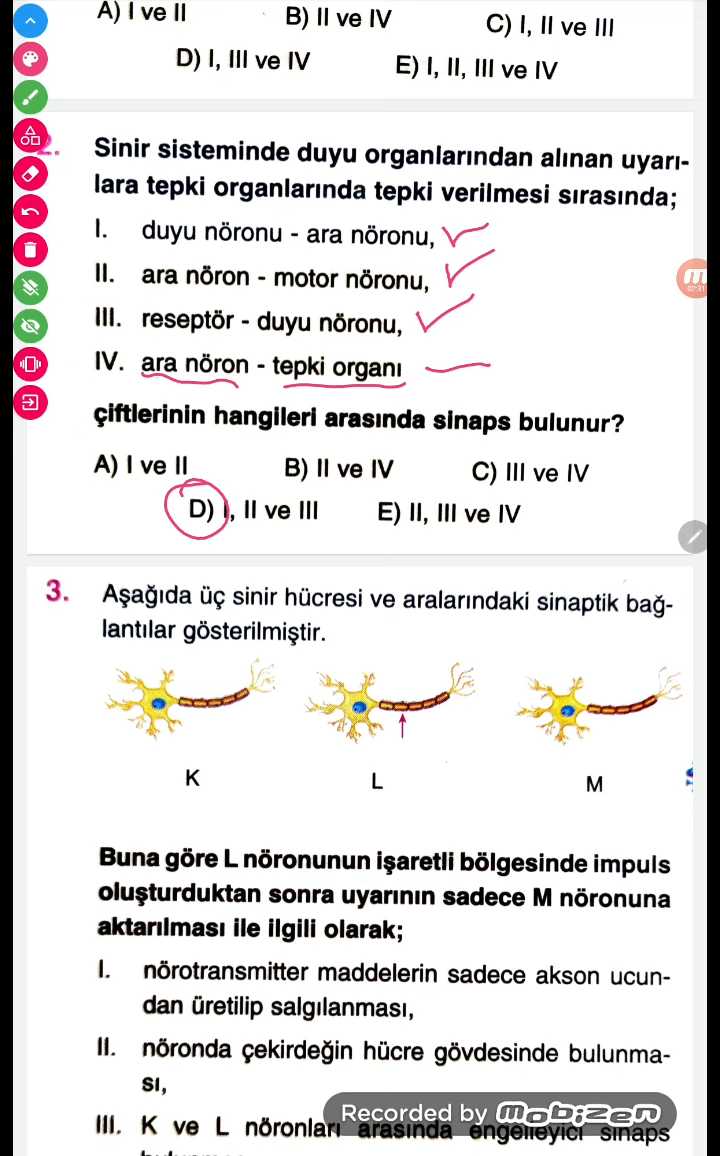 A) I ve II B) II ve IV C) I, II ve III
D) I, III ve IV E) I, II, III ve IV
2. Sinir sisteminde duyu organlarından alınan uyarı-
lara tepki organlarında tepki verilmesi sırasında;
I. duyu nöronu - ara nöronu,
II. ara nöron - motor nöronu,
III. reseptör - duyu nöronu,
IV. ara nöron - tepki organı
çiftlerinin hangileri arasında sinaps bulunur?
A) I ve II B) II ve IV C) III ve IV
D) I, II ve III E) II, III ve IV
02:31
3. Aşağıda üç sinir hücresi ve aralarındaki sinaptik bağ-
lantılar gösterilmiştir.
K L M
Buna göre L nöronunun işaretli bölgesinde impuls
oluşturduktan sonra uyarının sadece M nöronuna
aktarılması ile ilgili olarak;
I. nörotransmitter maddelerin sadece akson ucun-
dan üretilip salgılanması,
II. nöronda çekirdeğin hücre gövdesinde bulunma-
sı,
Recorded by Mobizen
III. K ve L nöronları arasında engelleyici sinaps